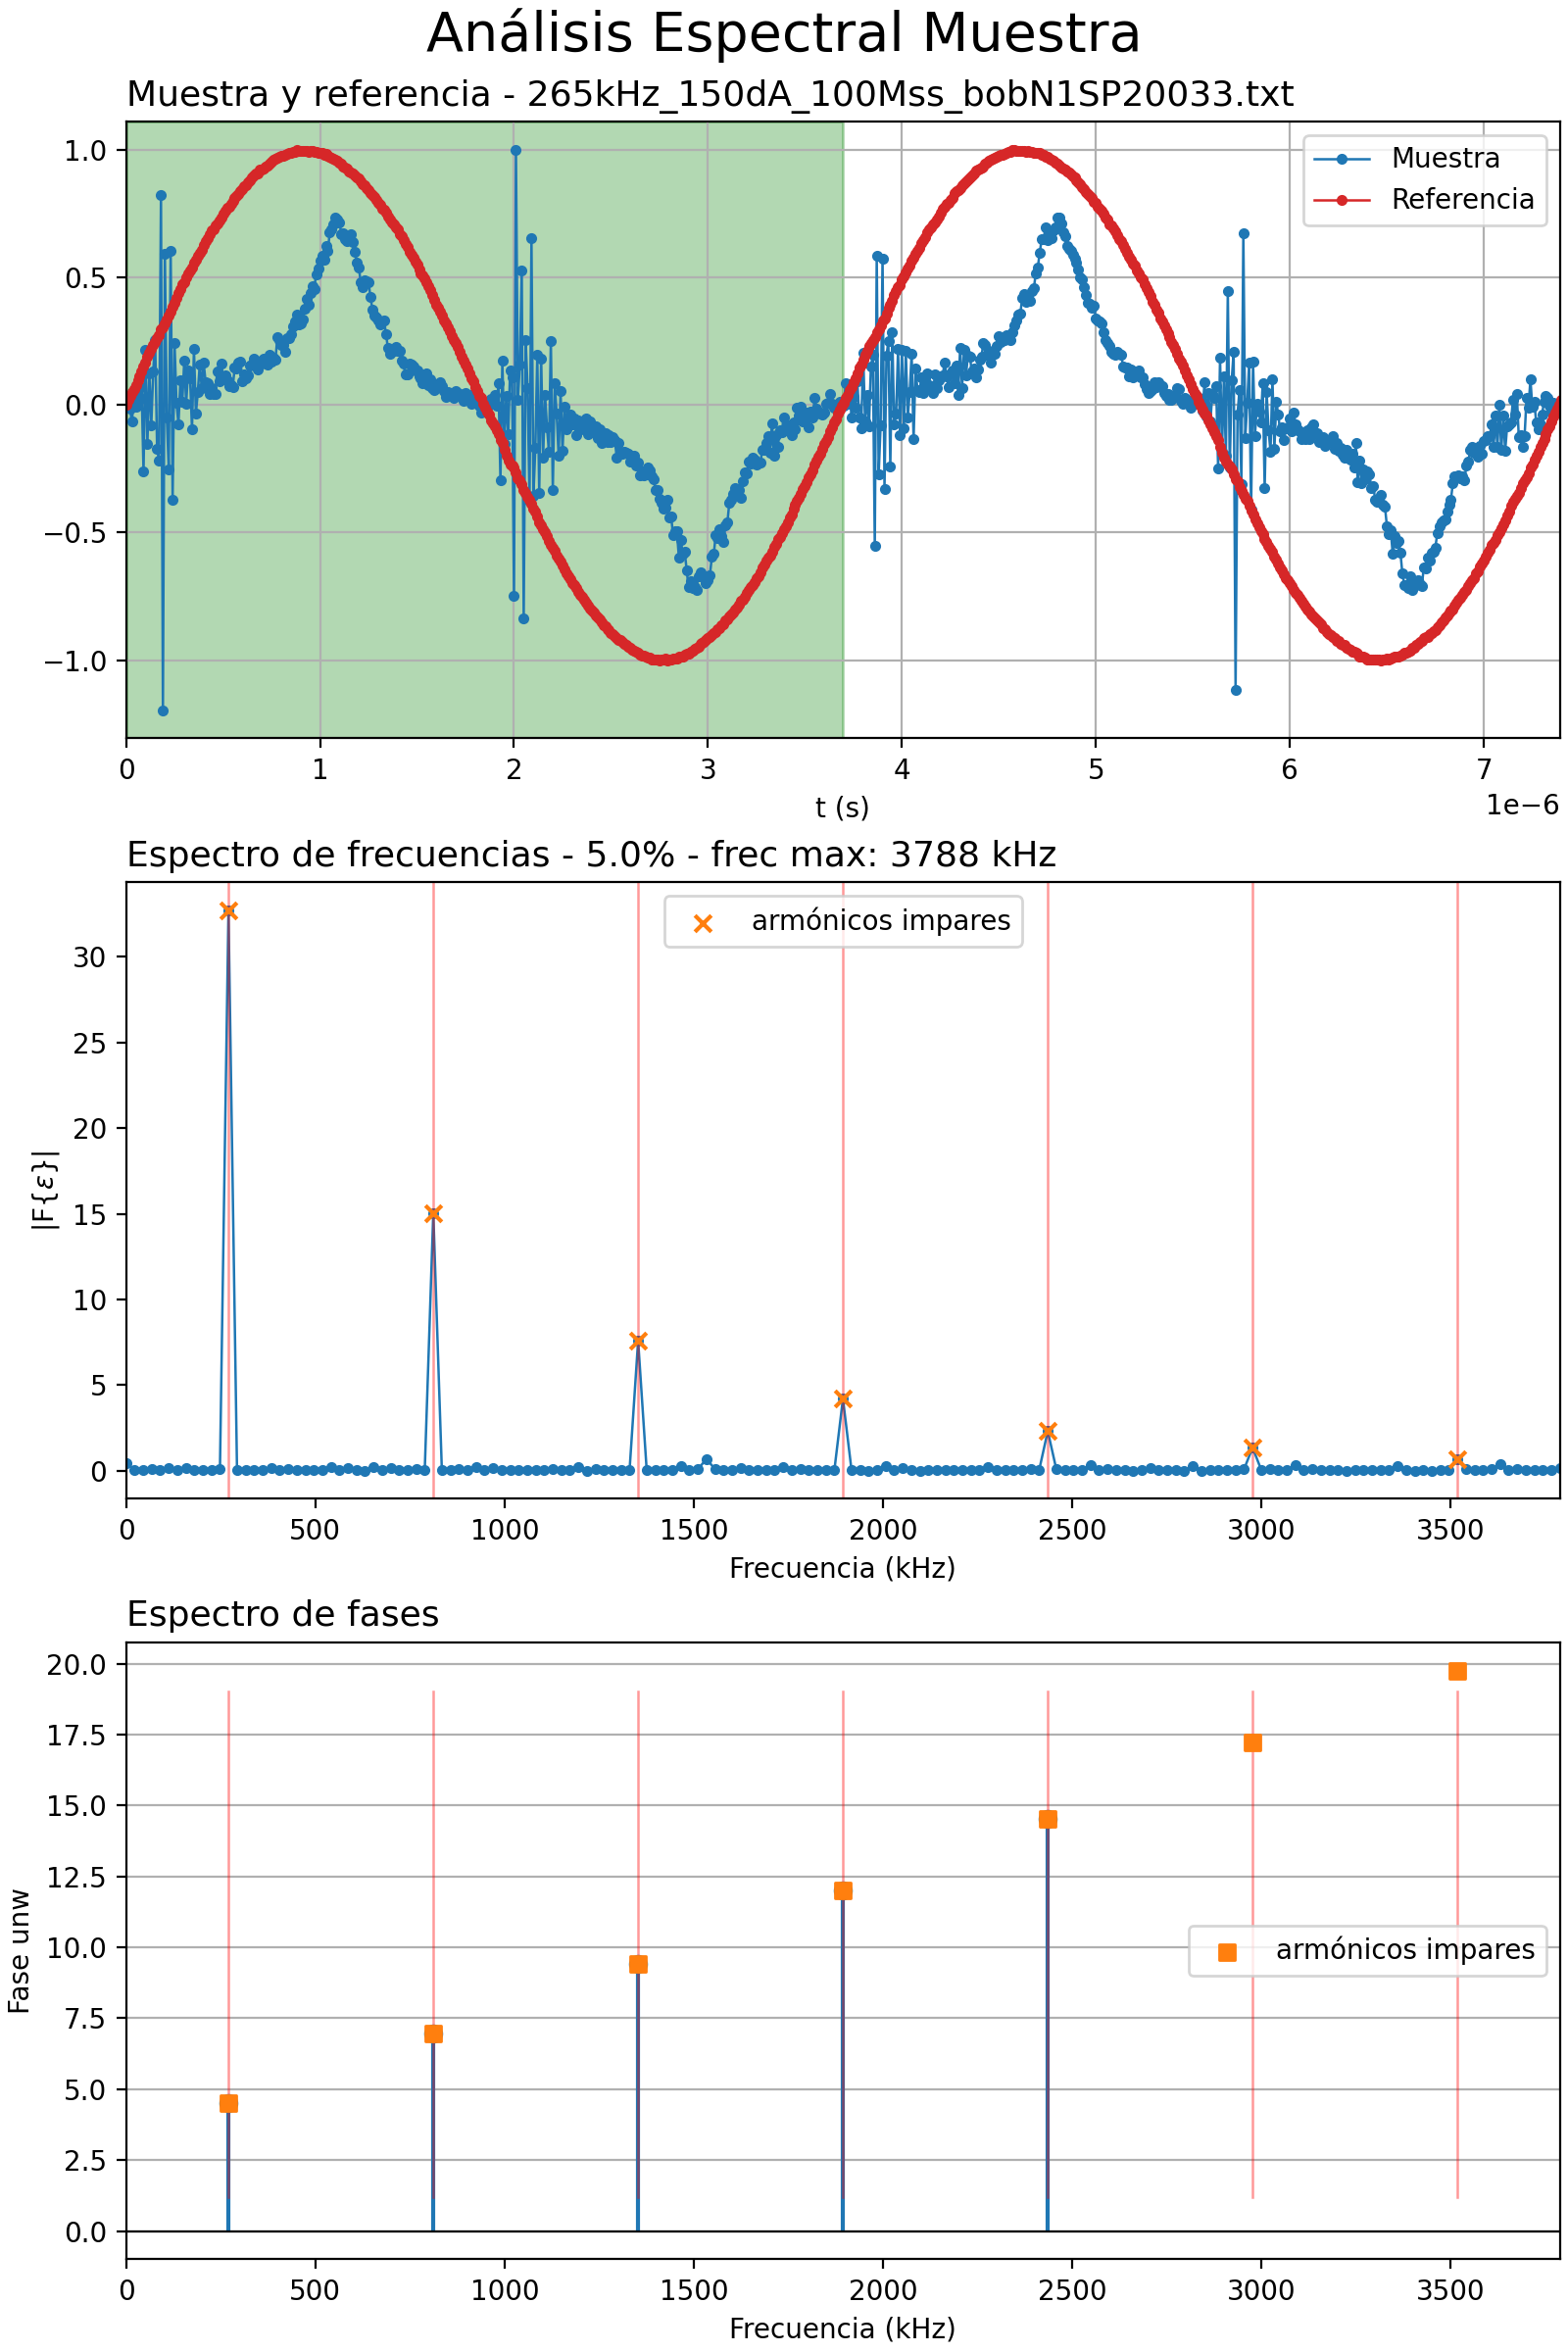 Análisis Espectral Muestra
Muestra y referencia - 265kHz_150dA_100Mss_bobN1SP20033.txt
Muestra
Referencia
1.0
0.5
0.0
−0.5
−1.0
0 1 2 3 4 5 6 7
1e−6
t (s)
Espectro de frecuencias - 5.0% - frec max: 3788 kHz
armónicos impares
30
25
20
15
10
5
0
|F{ε}|
0 500 1000 1500 2000 2500 3000 3500
Frecuencia (kHz)
Espectro de fases
20.0
17.5
15.0
12.5
10.0
7.5
5.0
2.5
0.0
Fase unw
armónicos impares
0 500 1000 1500 2000 2500 3000 3500
Frecuencia (kHz)